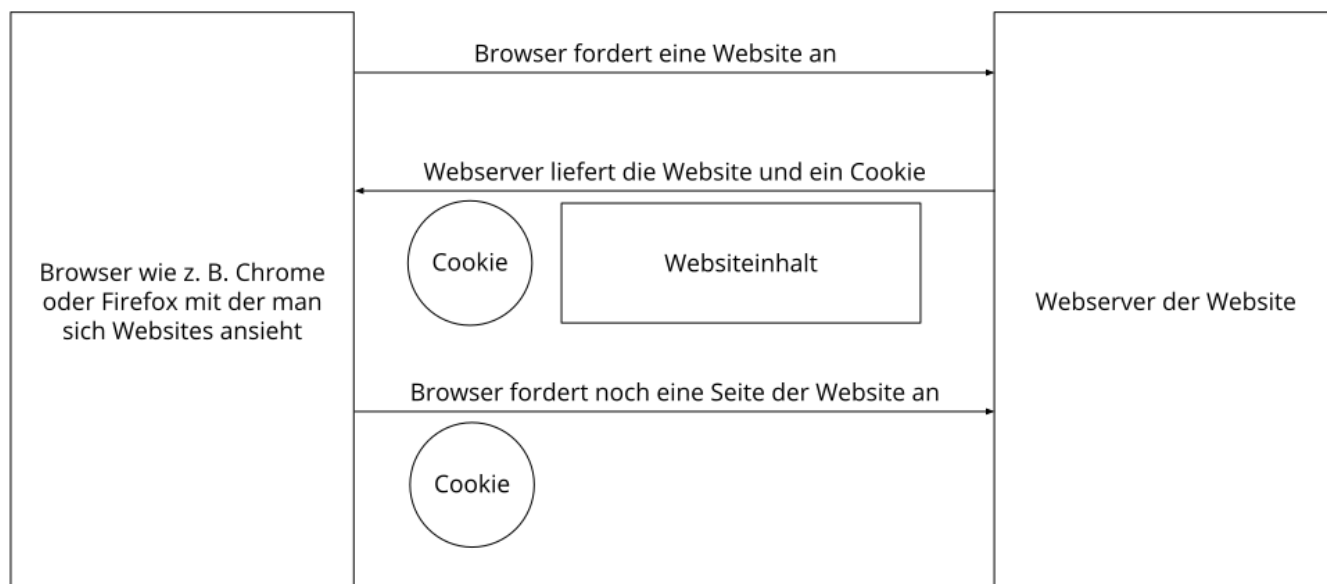 Browser fordert eine Website an
Webserver liefert die Website und ein Cookie
Cookie
Websiteinhalt
Browser wie z. B. Chrome
oder Firefox mit der man
sich Websites ansieht
Webserver der Website
Browser fordert noch eine Seite der Website an
Cookie